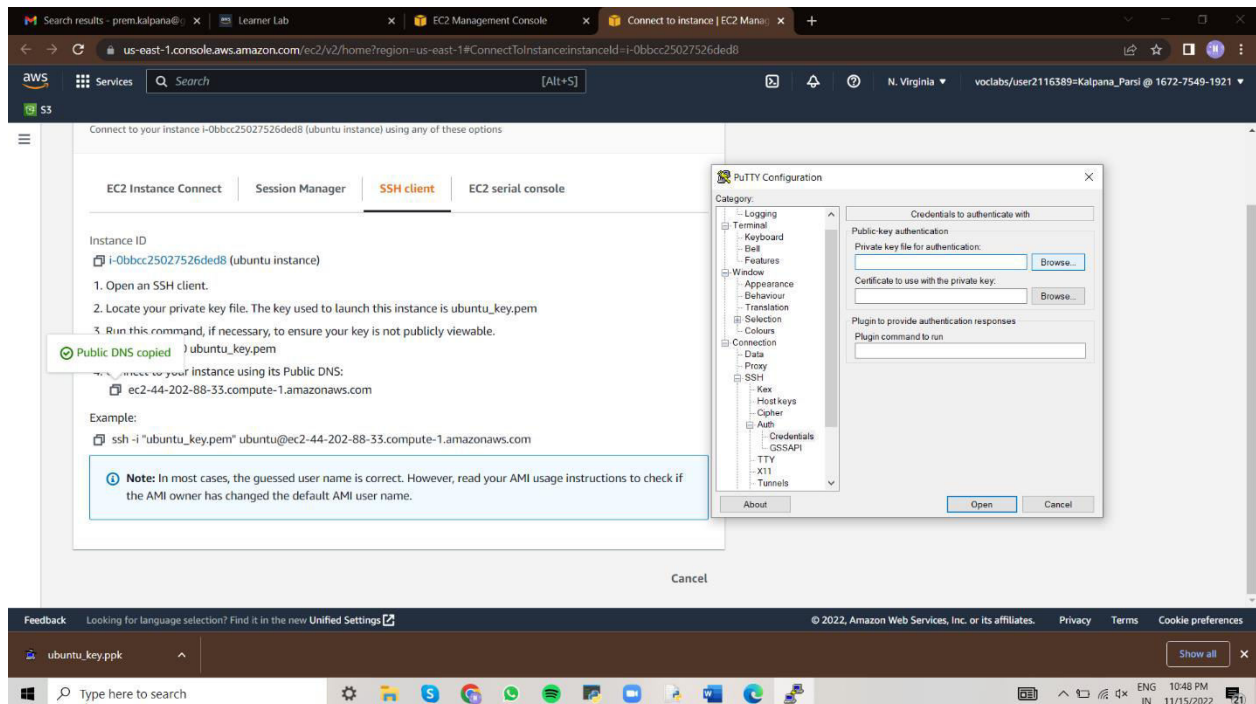 Search results - prem.kalpana@g
Learner Lab
EC2 Management Console
Connect to instance | EC2 Manag
us-east-1.console.aws.amazon.com/ec2/v2/home?region=us-east-1#ConnectToInstance:instanceId=i-0bbcc25027526ded8
aws
Services
Search
[Alt+S]
N. Virginia
voclabs/user2116389=Kalpana_Parsi @ 1672-7549-1921
S3
Connect to your instance i-0bbcc25027526ded8 (ubuntu instance) using any of these options
EC2 Instance Connect
Session Manager
SSH client
EC2 serial console
Instance ID
i-0bbcc25027526ded8 (ubuntu instance)
1. Open an SSH client.
2. Locate your private key file. The key used to launch this instance is ubuntu_key.pem
3. Run this command, if necessary, to ensure your key is not publicly viewable.
ubuntu_key.pem
Public DNS copied
your instance using its Public DNS:
ec2-44-202-88-33.compute-1.amazonaws.com
Example:
ssh -i "ubuntu_key.pem" ubuntu@ec2-44-202-88-33.compute-1.amazonaws.com
Note: In most cases, the guessed user name is correct. However, read your AMI usage instructions to check if
the AMI owner has changed the default AMI user name.
Cancel
PuTTY Configuration
Category:
Logging
Terminal
Keyboard
Bell
Features
Window
Appearance
Behaviour
Translation
Selection
Colours
Connection
Data
Proxy
SSH
Kex
Host keys
Cipher
Auth
Credentials
GSSAPI
TTY
X11
Tunnels
Credentials to authenticate with
Public-key authentication
Private key file for authentication:
Browse...
Certificate to use with the private key:
Browse...
Plugin to provide authentication responses
Plugin command to run
About
Open
Cancel
Feedback
Looking for language selection? Find it in the new Unified Settings
© 2022, Amazon Web Services, Inc. or its affiliates.
Privacy
Terms
Cookie preferences
ubuntu_key.ppk
Show all
Type here to search
ENG
IN
10:48 PM
11/15/2022
21